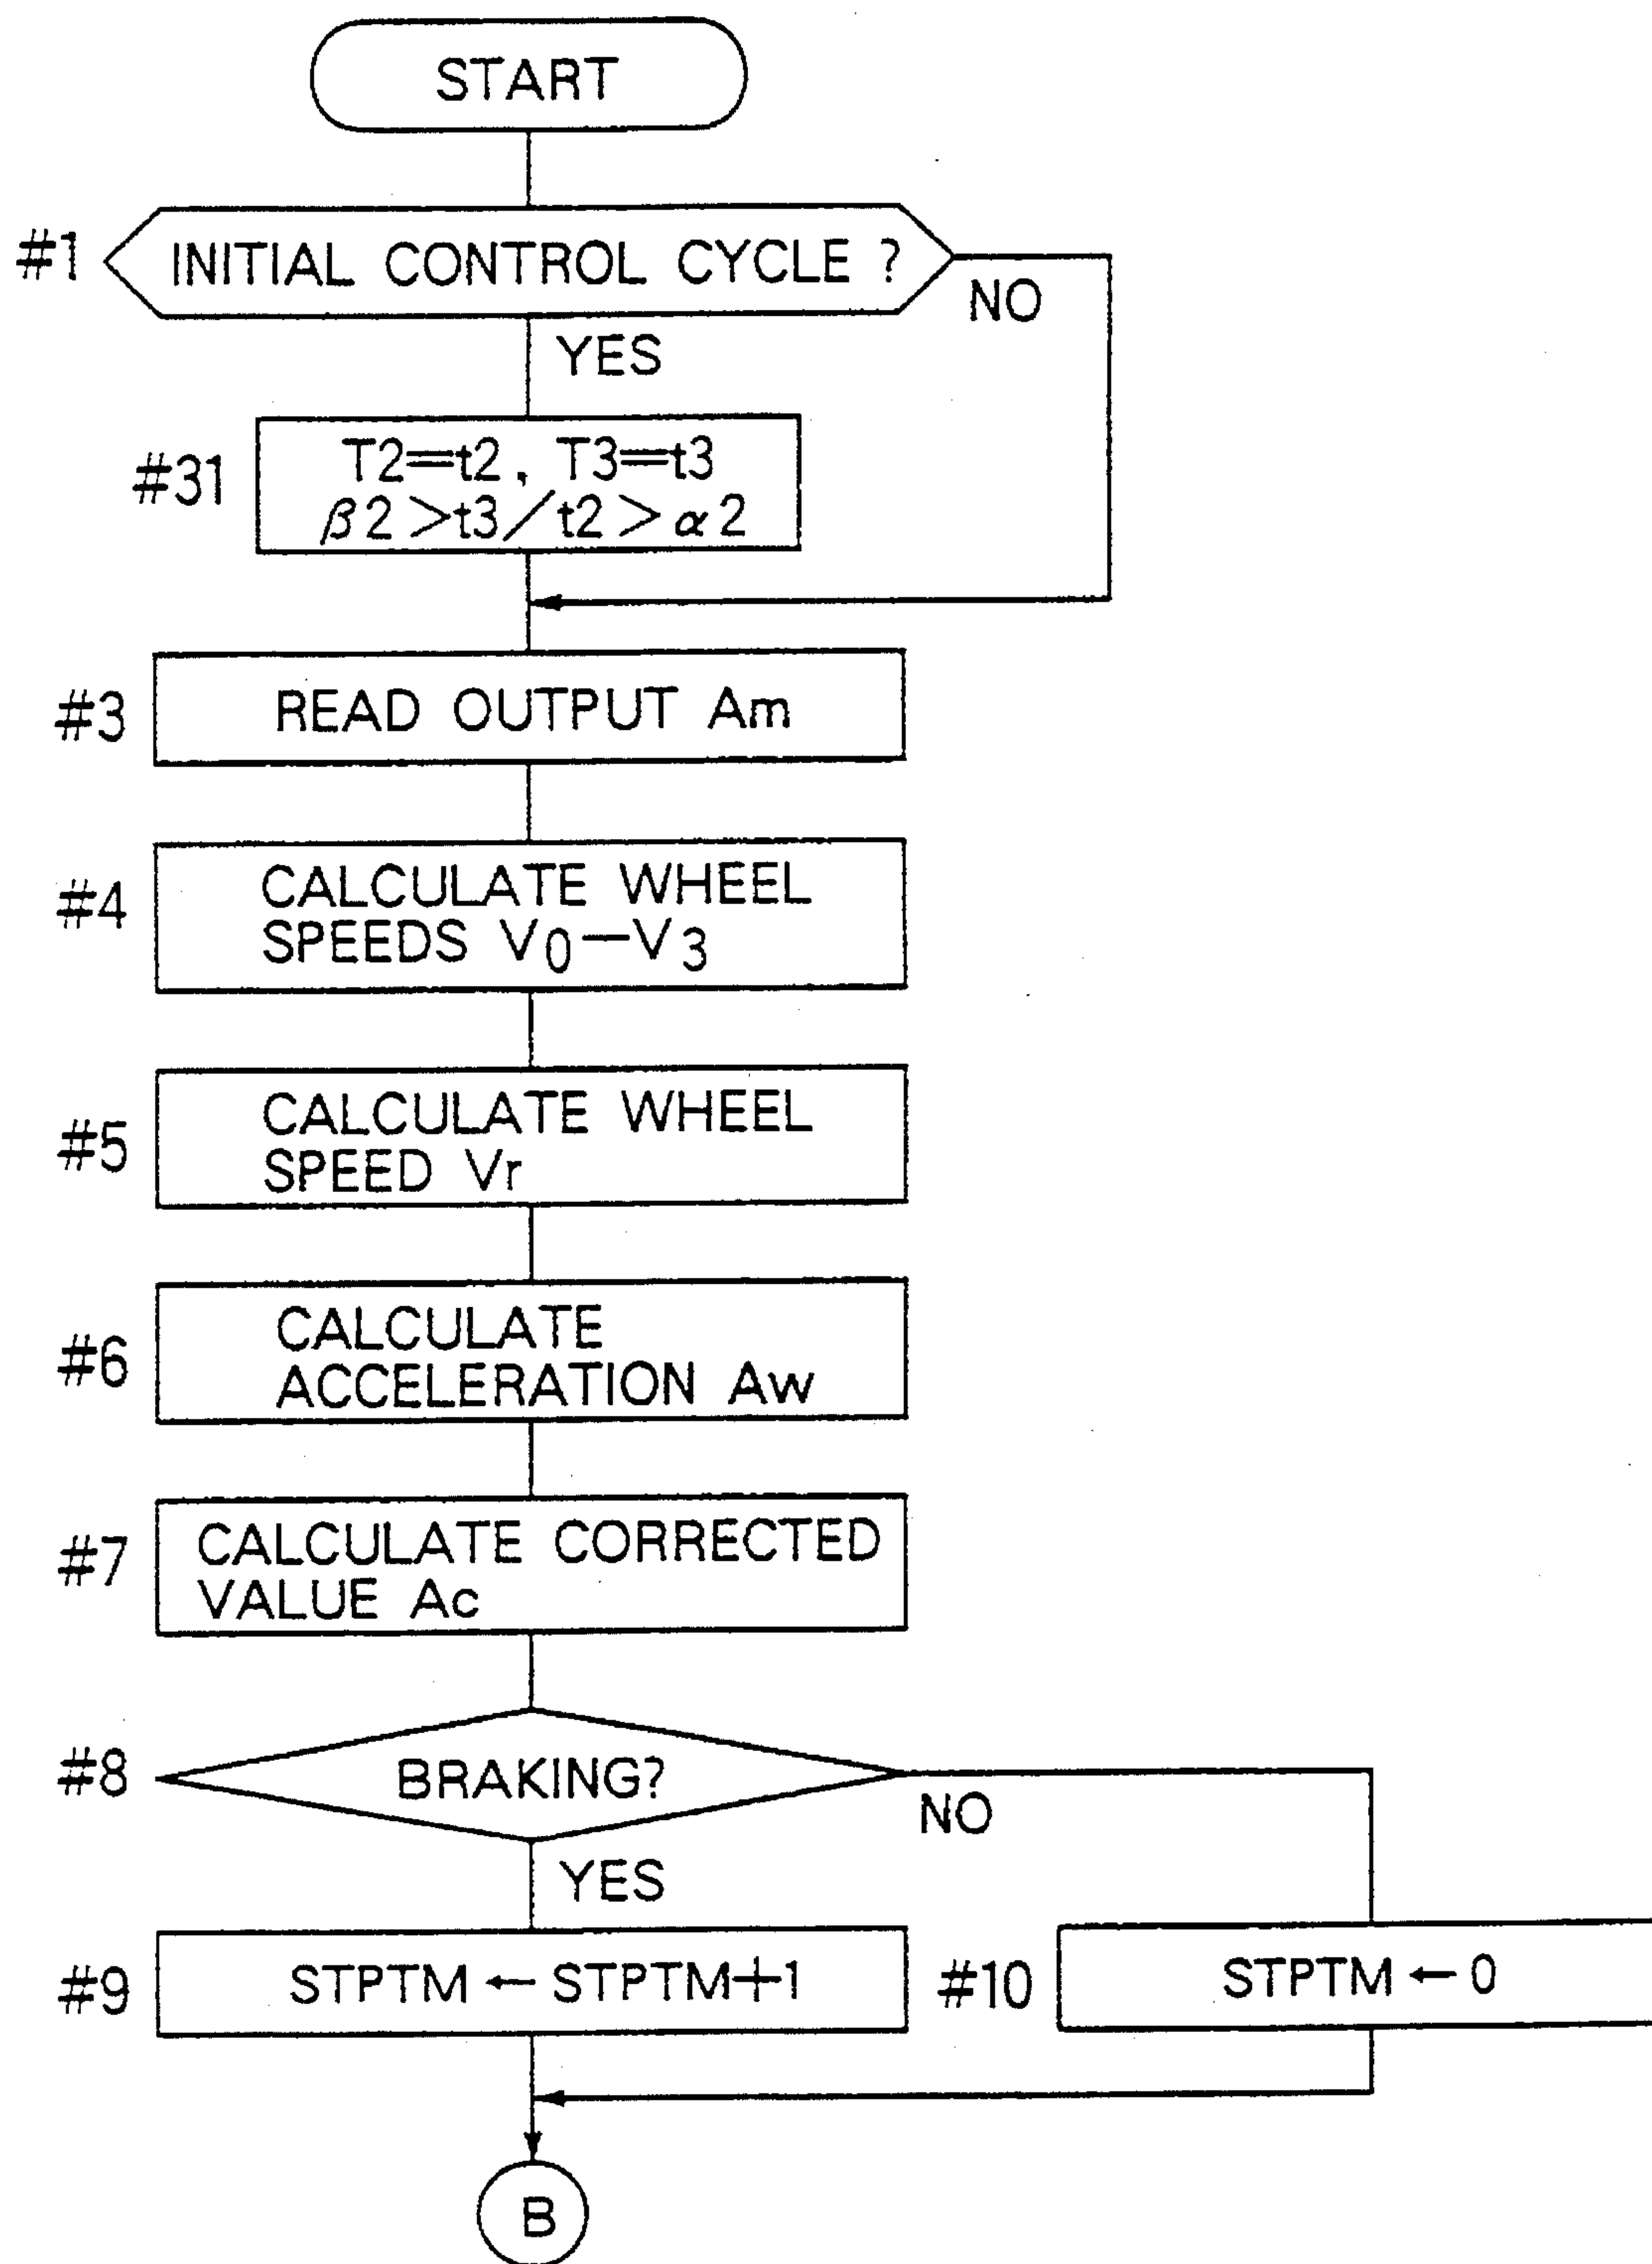 START
#1 INITIAL CONTROL CYCLE ?
NO
YES
#31
T2=t2, T3=t3
β2>t3/t2>α2
#3 READ OUTPUT Am
#4
CALCULATE WHEEL
SPEEDS V0-V3
#5
CALCULATE WHEEL
SPEED Vr
#6
CALCULATE
ACCELERATION Aw
#7
CALCULATE CORRECTED
VALUE Ac
#8 BRAKING?
NO
YES
#9 STPTM ← STPTM+1
#10 STPTM ← 0
B